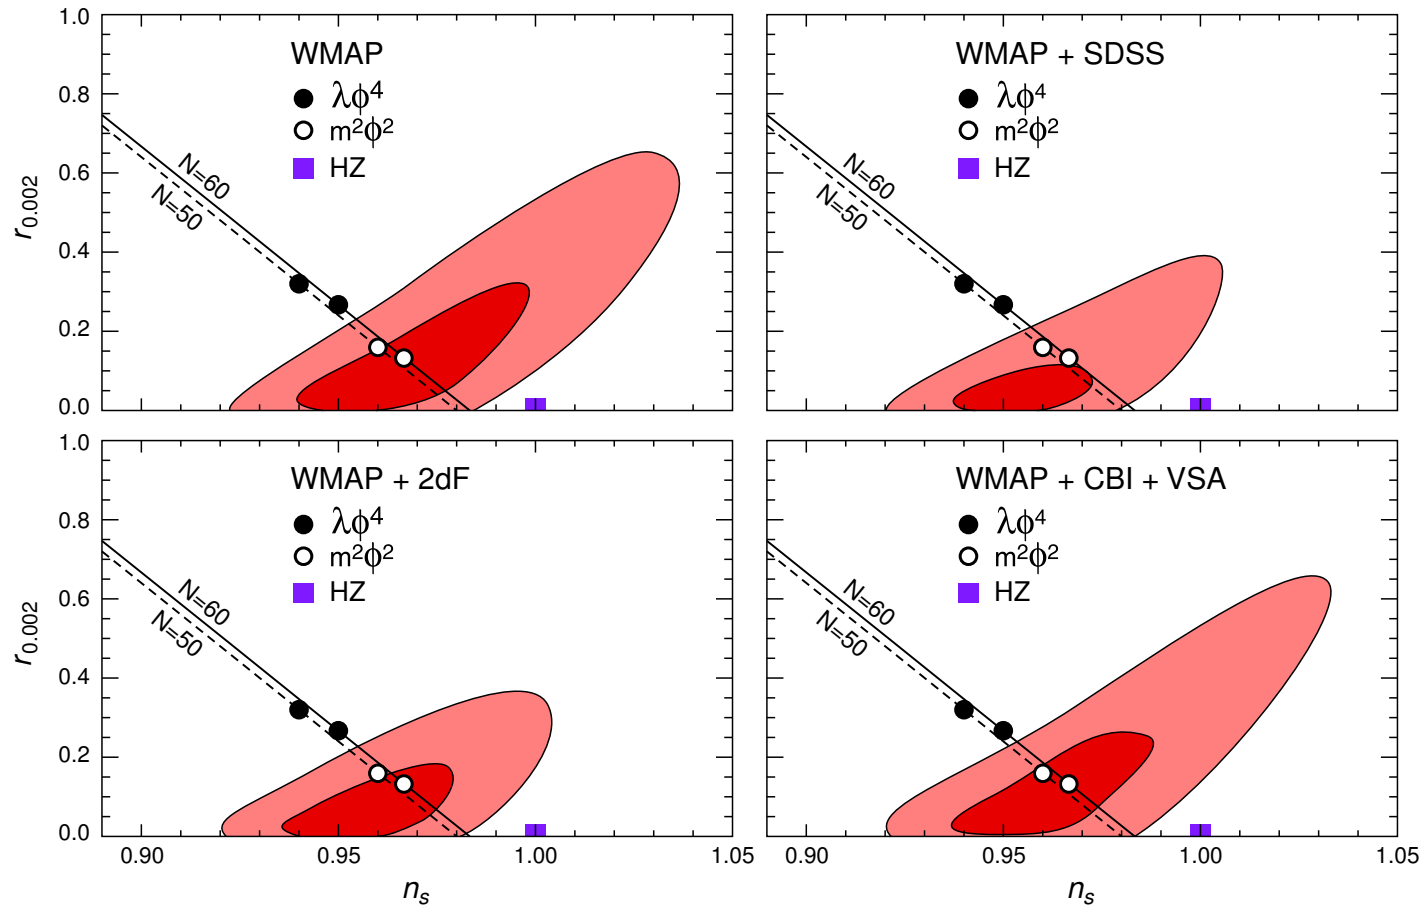 WMAP
λϕ⁴
m²ϕ²
HZ
N=60
N=50
r0.002
1.0
0.8
0.6
0.4
0.2
0.0
WMAP + SDSS
λϕ⁴
m²ϕ²
HZ
N=60
N=50
WMAP + 2dF
λϕ⁴
m²ϕ²
HZ
N=60
N=50
r0.002
1.0
0.8
0.6
0.4
0.2
0.0
0.90 0.95 1.00 1.05
ns
WMAP + CBI + VSA
λϕ⁴
m²ϕ²
HZ
N=60
N=50
0.90 0.95 1.00 1.05
ns